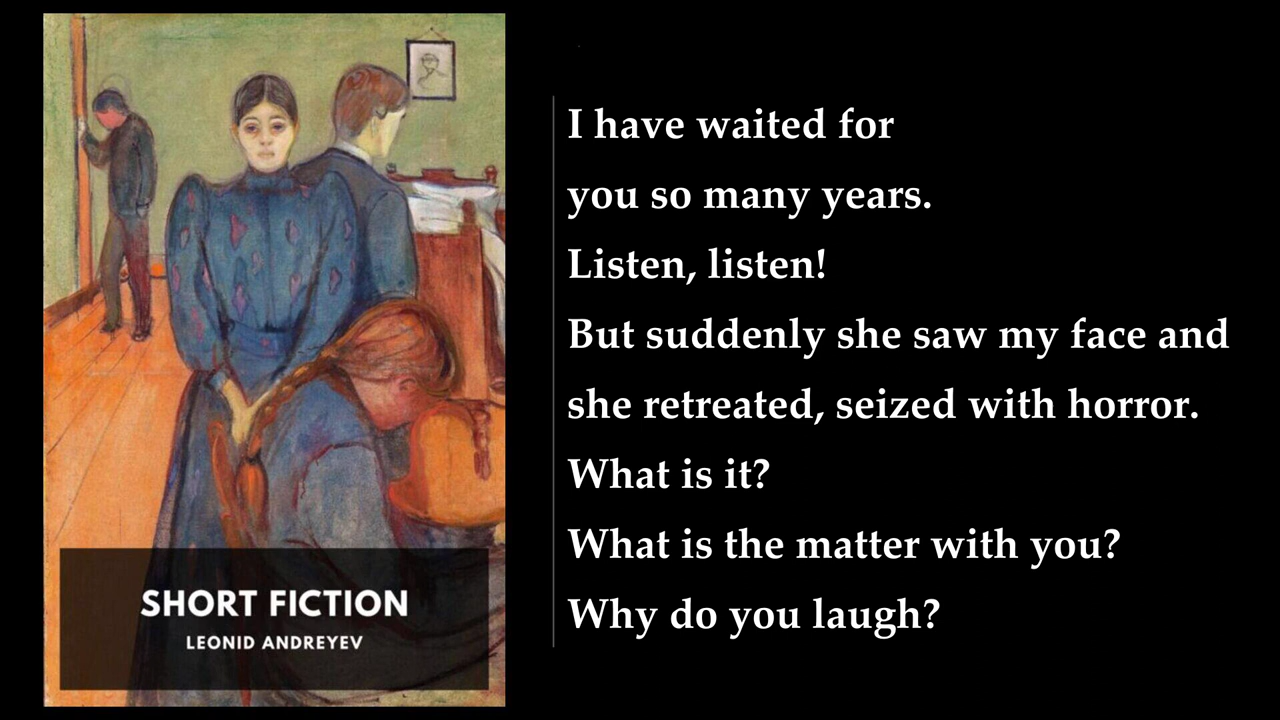 SHORT FICTION
LEONID ANDREYEV
I have waited for
you so many years.
Listen, listen!
But suddenly she saw my face and
she retreated, seized with horror.
What is it?
What is the matter with you?
Why do you laugh?